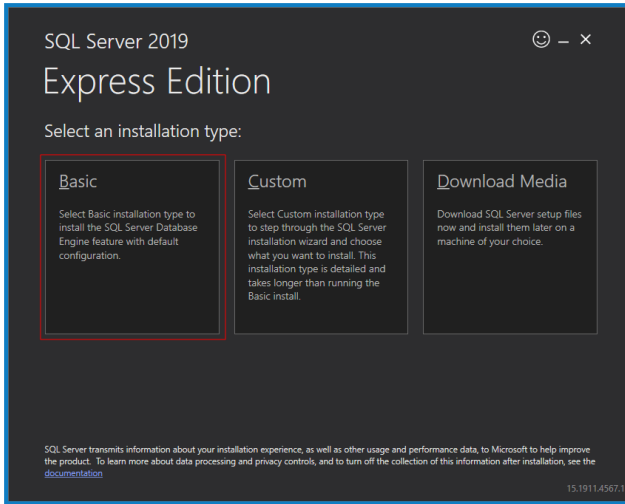 SQL Server 2019
Express Edition
Select an installation type:
Basic
Select Basic installation type to
install the SQL Server Database
Engine feature with default
configuration.
Custom
Select Custom installation type
to step through the SQL Server
installation wizard and choose
what you want to install. This
installation type is detailed and
takes longer than running the
Basic install.
Download Media
Download SQL Server setup files
now and install them later on a
machine of your choice.
SQL Server transmits information about your installation experience, as well as other usage and performance data, to Microsoft to help improve
the product. To learn more about data processing and privacy controls, and to turn off the collection of this information after installation, see the
documentation
15.1911.4567.1